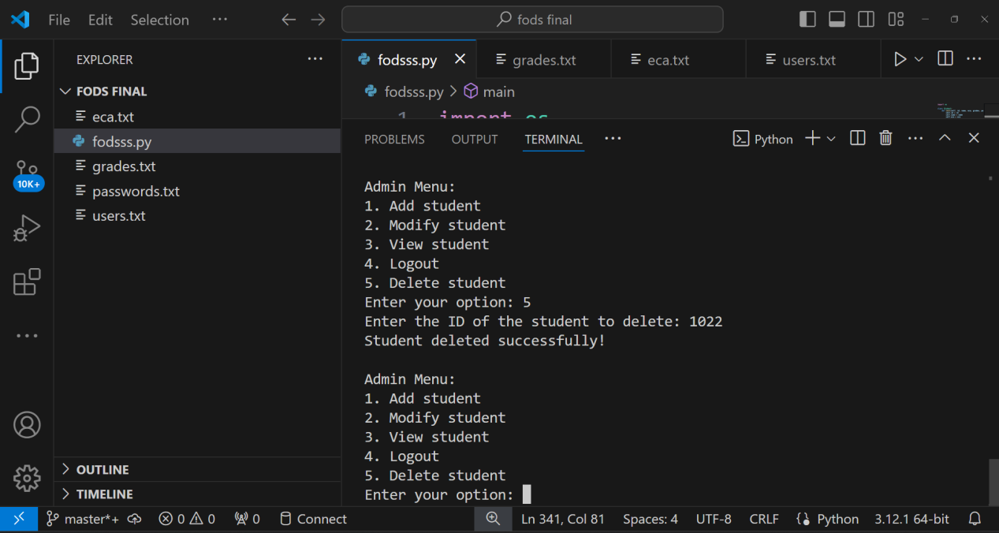 File Edit Selection ··· fods final
EXPLORER ···
FODS FINAL
eca.txt
fodsss.py
grades.txt
passwords.txt
users.txt
10K+
OUTLINE
TIMELINE
fodsss.py grades.txt eca.txt users.txt ···
fodsss.py > main
1 import os
PROBLEMS OUTPUT TERMINAL ··· Python ···
Admin Menu:
1. Add student
2. Modify student
3. View student
4. Logout
5. Delete student
Enter your option: 5
Enter the ID of the student to delete: 1022
Student deleted successfully!
Admin Menu:
1. Add student
2. Modify student
3. View student
4. Logout
5. Delete student
Enter your option:
master*+ 0 0 0 Connect Ln 341, Col 81 Spaces: 4 UTF-8 CRLF Python 3.12.1 64-bit